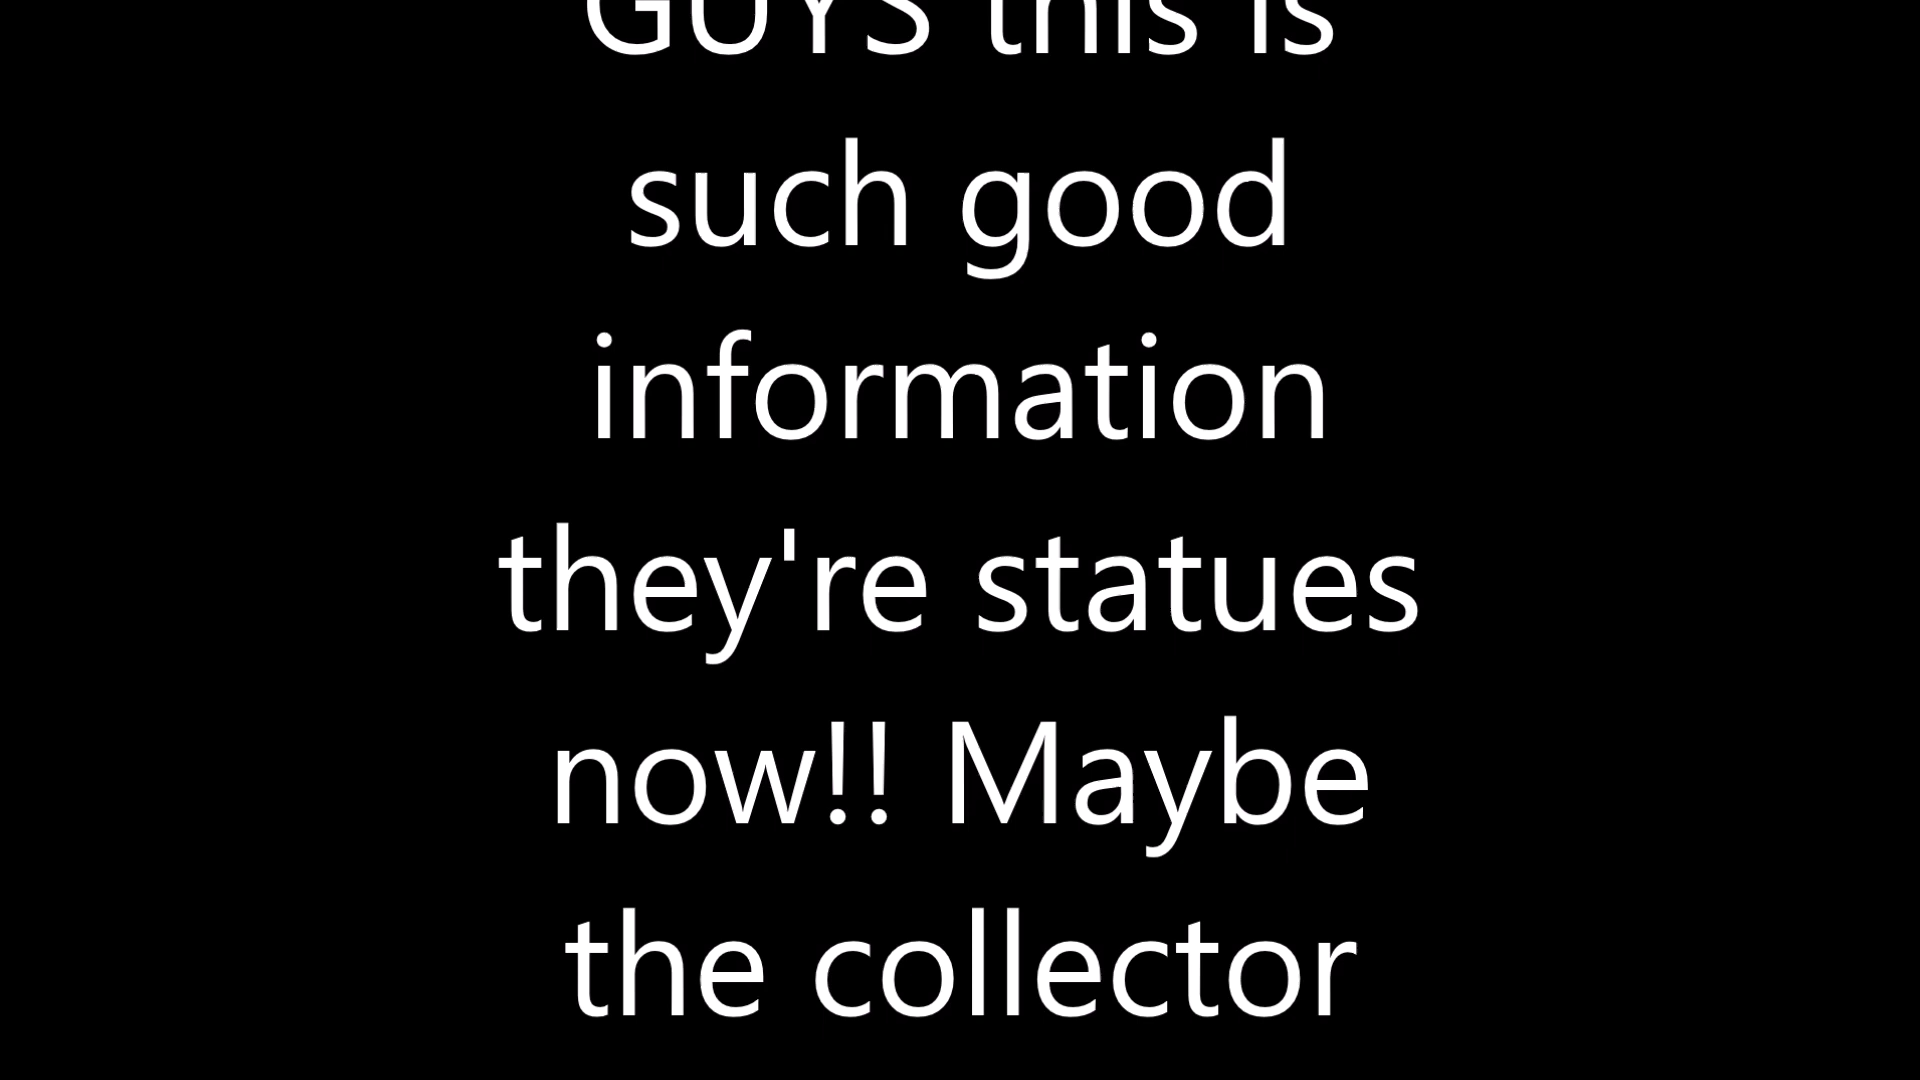 GUYS this is
such good
information
they're statues
now!! Maybe
the collector